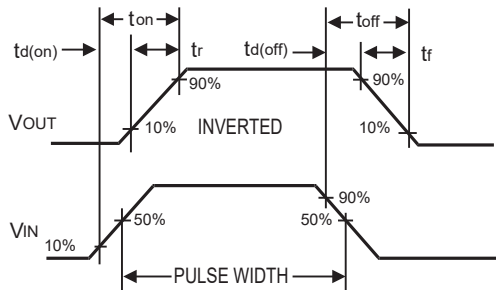 ton toff
td(on) tr td(off) tf
90% 90%
VOUT 10% INVERTED 10%
90%
50% 50%
VIN
10%
PULSE WIDTH